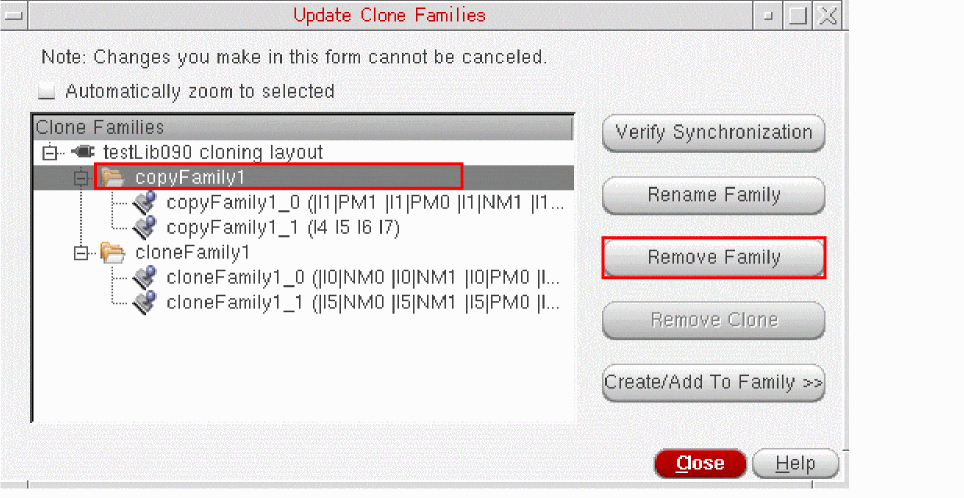 Update Clone Families
Note: Changes you make in this form cannot be canceled.
Automatically zoom to selected
Clone Families
testLib090 cloning layout
copyFamily1
copyFamily1_0 (|I1|PM1 |I1|PM0 |I1|NM1 |I1...
copyFamily1_1 (I4 I5 I6 I7)
cloneFamily1
cloneFamily1_0 (|I0|NM0 |I0|NM1 |I0|PM0 |I...
cloneFamily1_1 (|I5|NM0 |I5|NM1 |I5|PM0 |I...
Verify Synchronization
Rename Family
Remove Family
Remove Clone
Create/Add To Family >>
Close
Help